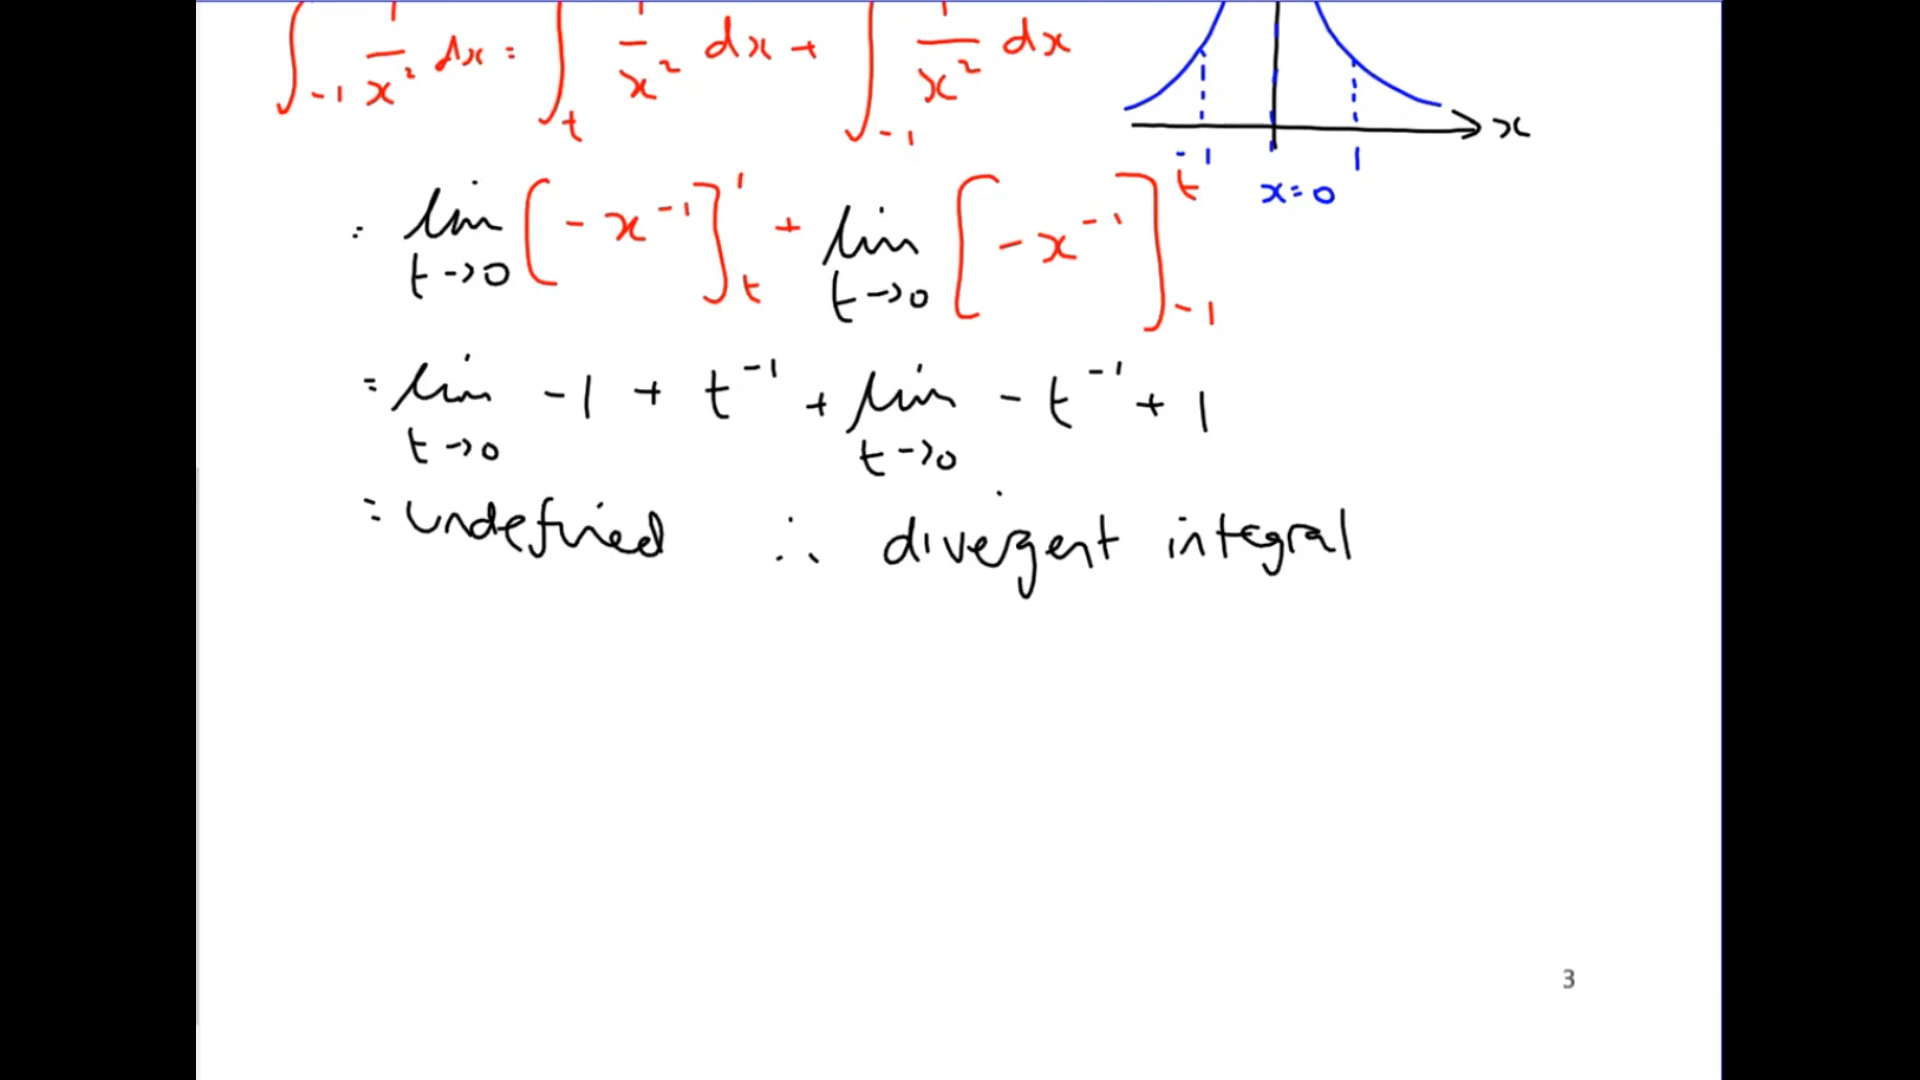 ∫₋₁ 1/x² dx = ∫ₜ 1/x² dx + ∫₋₁ 1/x² dx
x
-1 1
t x=0
= lim t→0 [-x⁻¹]¹ₜ + lim t→0 [-x⁻¹]ᵗ₋₁
= lim t→0 -1 + t⁻¹ + lim t→0 -t⁻¹ + 1
= undefined ∴ divergent integral
3